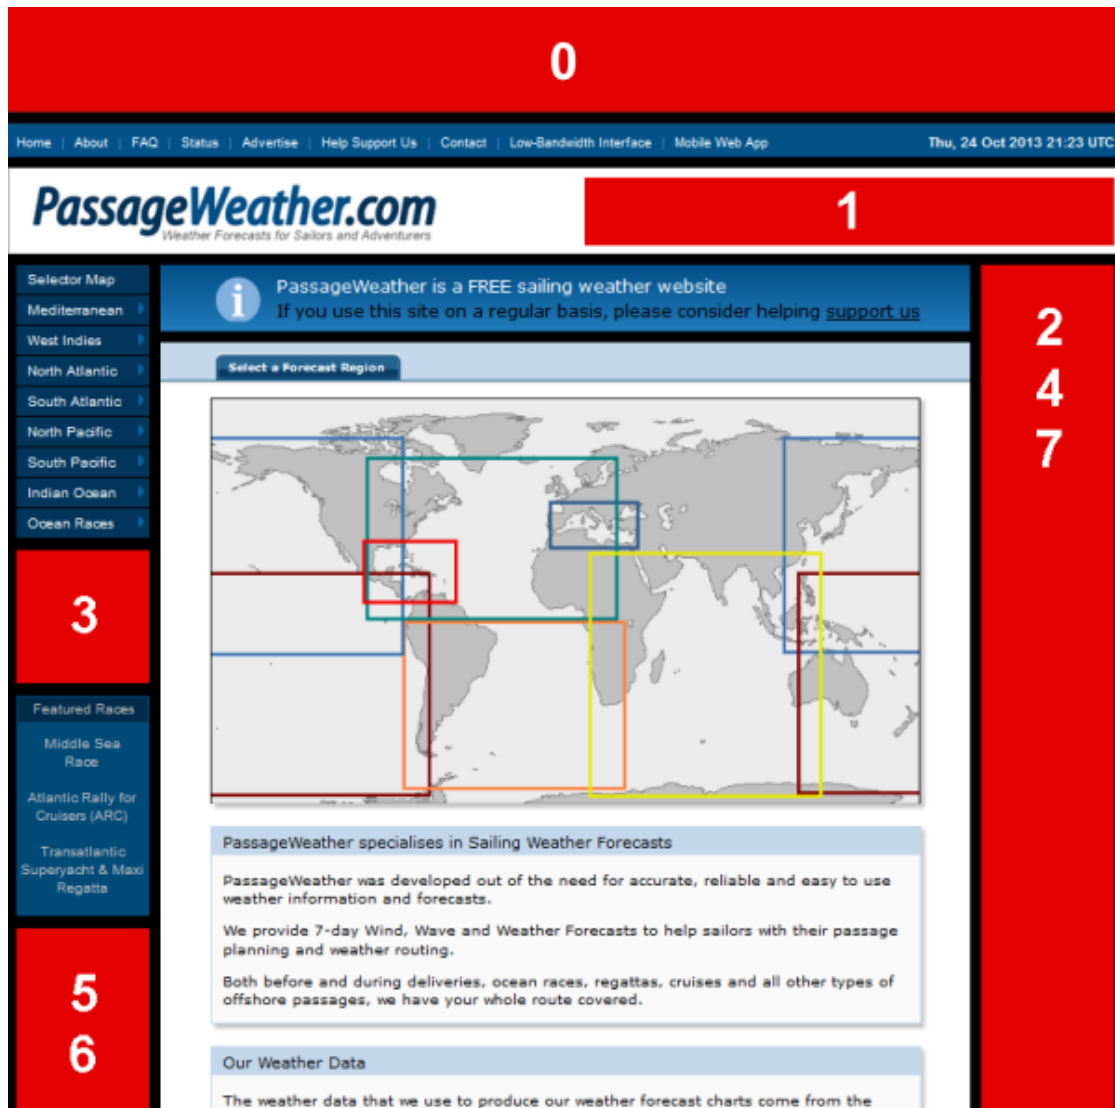 0
Home | About | FAQ | Status | Advertise | Help Support Us | Contact | Low-Bandwidth Interface | Mobile Web App
Thu, 24 Oct 2013 21:23 UTC
PassageWeather.com
Weather Forecasts for Sailors and Adventurers
1
Selector Map
Mediterranean
West Indies
North Atlantic
South Atlantic
North Pacific
South Pacific
Indian Ocean
Ocean Races
3
Featured Races
Middle Sea
Race
Atlantic Rally for
Cruisers (ARC)
Transatlantic
Superyacht & Maxi
Regatta
5
6
i
PassageWeather is a FREE sailing weather website
If you use this site on a regular basis, please consider helping support us
Select a Forecast Region
PassageWeather specialises in Sailing Weather Forecasts
PassageWeather was developed out of the need for accurate, reliable and easy to use
weather information and forecasts.
We provide 7-day Wind, Wave and Weather Forecasts to help sailors with their passage
planning and weather routing.
Both before and during deliveries, ocean races, regattas, cruises and all other types of
offshore passages, we have your whole route covered.
Our Weather Data
The weather data that we use to produce our weather forecast charts come from the
2
4
7